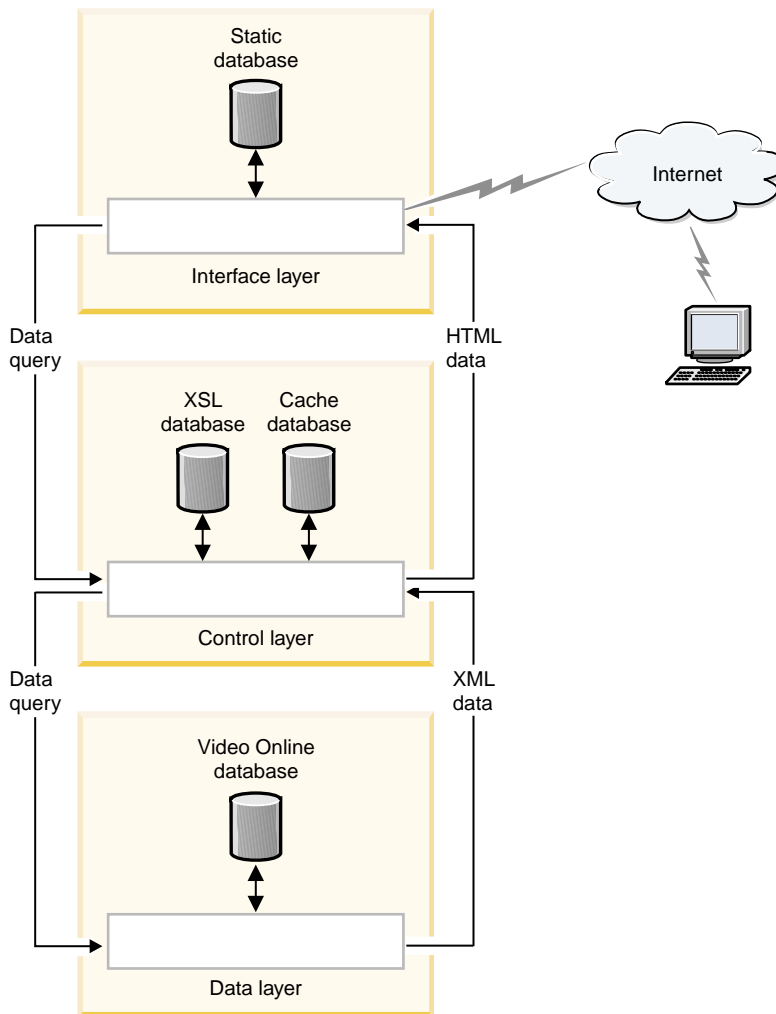 Static
database
Internet
Interface layer
Data
query
HTML
data
XSL
database
Cache
database
Control layer
Data
query
XML
data
Video Online
database
Data layer